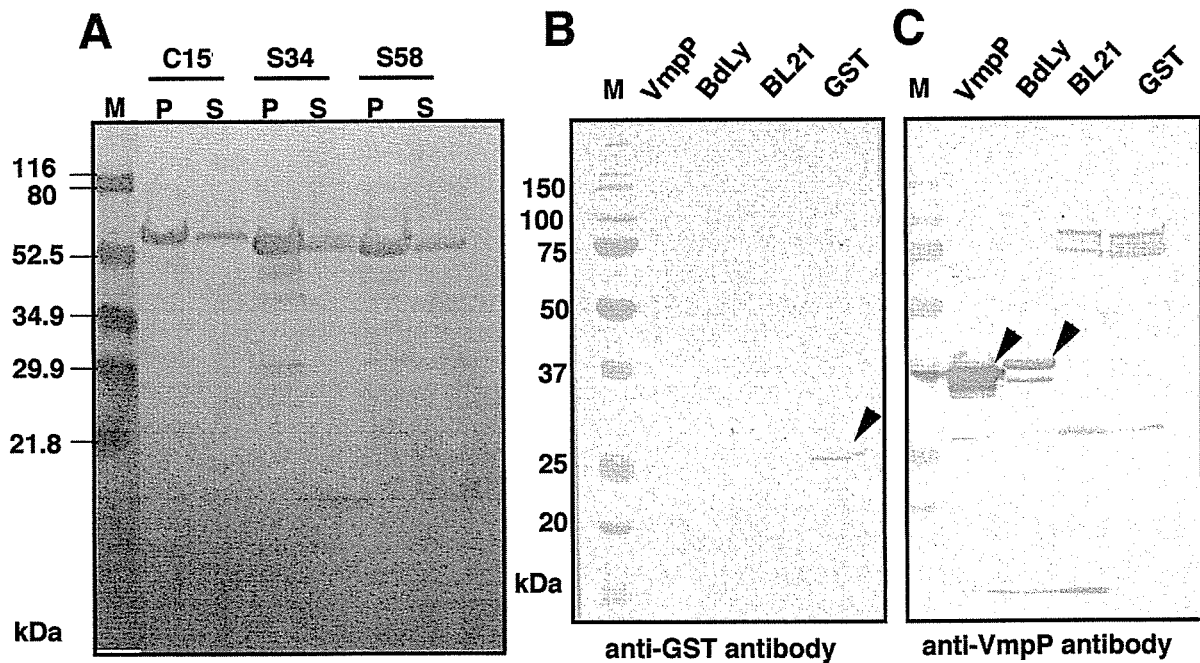 A
C15 S34 S58
M P S P S P S
116
80
52.5
34.9
29.9
21.8
kDa
B
M VmpP BdLy BL21 GST
150
100
75
50
37
25
20
kDa
anti-GST antibody
C
M VmpP BdLy BL21 GST
anti-VmpP antibody